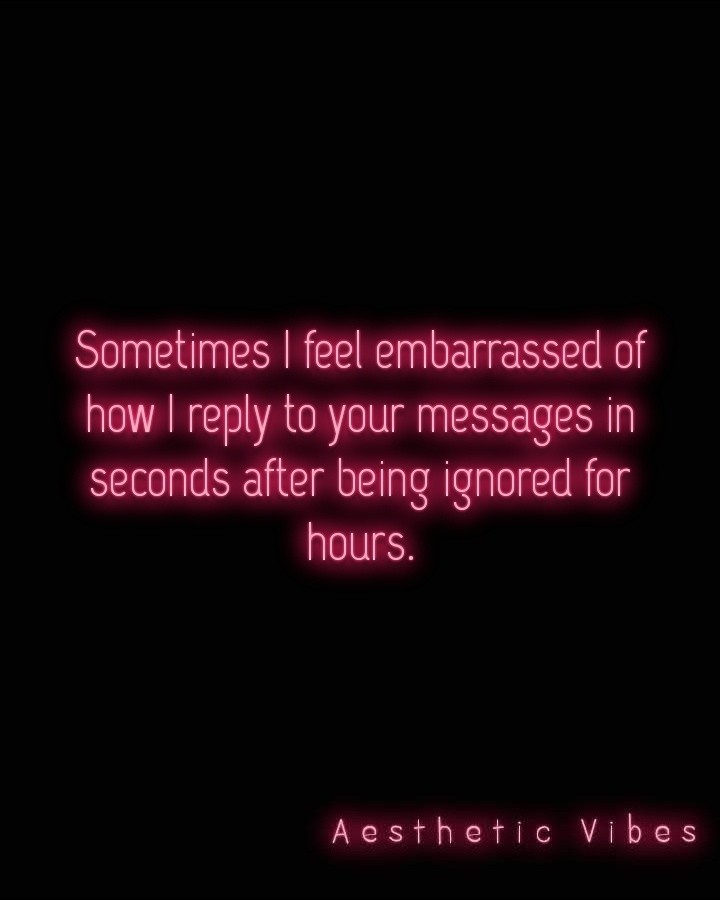 Sometimes I feel embarrassed of
how I reply to your messages in
seconds after being ignored for
hours.
Aesthetic Vibes